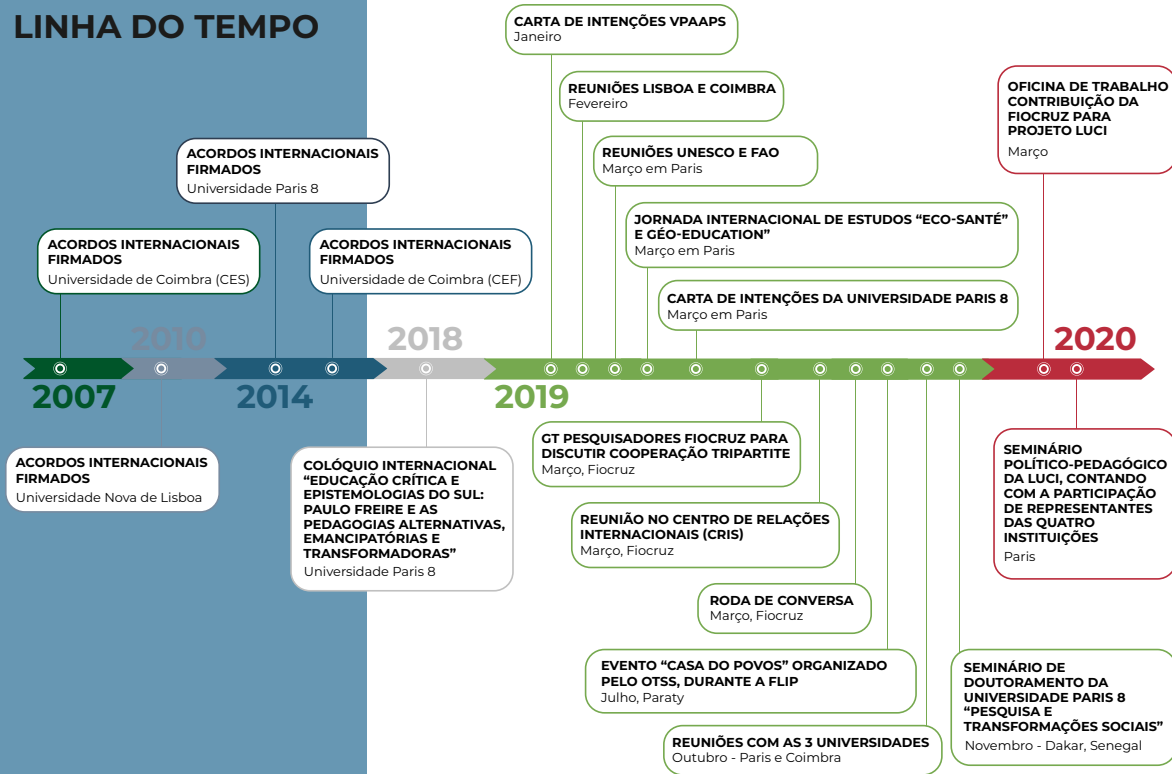 LINHA DO TEMPO
ACORDOS INTERNACIONAIS
FIRMADOS
Universidade de Coimbra (CES)
ACORDOS INTERNACIONAIS
FIRMADOS
Universidade Paris 8
ACORDOS INTERNACIONAIS
FIRMADOS
Universidade de Coimbra (CEF)
CARTA DE INTENÇÕES VPAAPS
Janeiro
REUNIÕES LISBOA E COIMBRA
Fevereiro
REUNIÕES UNESCO E FAO
Março em Paris
JORNADA INTERNACIONAL DE ESTUDOS “ECO-SANTÉ”
E GÉO-EDUCATION”
Março em Paris
CARTA DE INTENÇÕES DA UNIVERSIDADE PARIS 8
Março em Paris
OFICINA DE TRABALHO
CONTRIBUIÇÃO DA
FIOCRUZ PARA
PROJETO LUCI
Março
2007
2010
2014
2018
2019
2020
ACORDOS INTERNACIONAIS
FIRMADOS
Universidade Nova de Lisboa
COLÓQUIO INTERNACIONAL
“EDUCAÇÃO CRÍTICA E
EPISTEMOLOGIAS DO SUL:
PAULO FREIRE E AS
PEDAGOGIAS ALTERNATIVAS,
EMANCIPATÓRIAS E
TRANSFORMADORAS”
Universidade Paris 8
GT PESQUISADORES FIOCRUZ PARA
DISCUTIR COOPERAÇÃO TRIPARTITE
Março, Fiocruz
REUNIÃO NO CENTRO DE RELAÇÕES
INTERNACIONAIS (CRIS)
Março, Fiocruz
RODA DE CONVERSA
Março, Fiocruz
EVENTO “CASA DO POVOS” ORGANIZADO
PELO OTSS, DURANTE A FLIP
Julho, Paraty
REUNIÕES COM AS 3 UNIVERSIDADES
Outubro - Paris e Coimbra
SEMINÁRIO DE
DOUTORAMENTO DA
UNIVERSIDADE PARIS 8
“PESQUISA E
TRANSFORMAÇÕES SOCIAIS”
Novembro - Dakar, Senegal
SEMINÁRIO
POLÍTICO-PEDAGÓGICO
DA LUCI, CONTANDO
COM A PARTICIPAÇÃO
DE REPRESENTANTES
DAS QUATRO
INSTITUIÇÕES
Paris